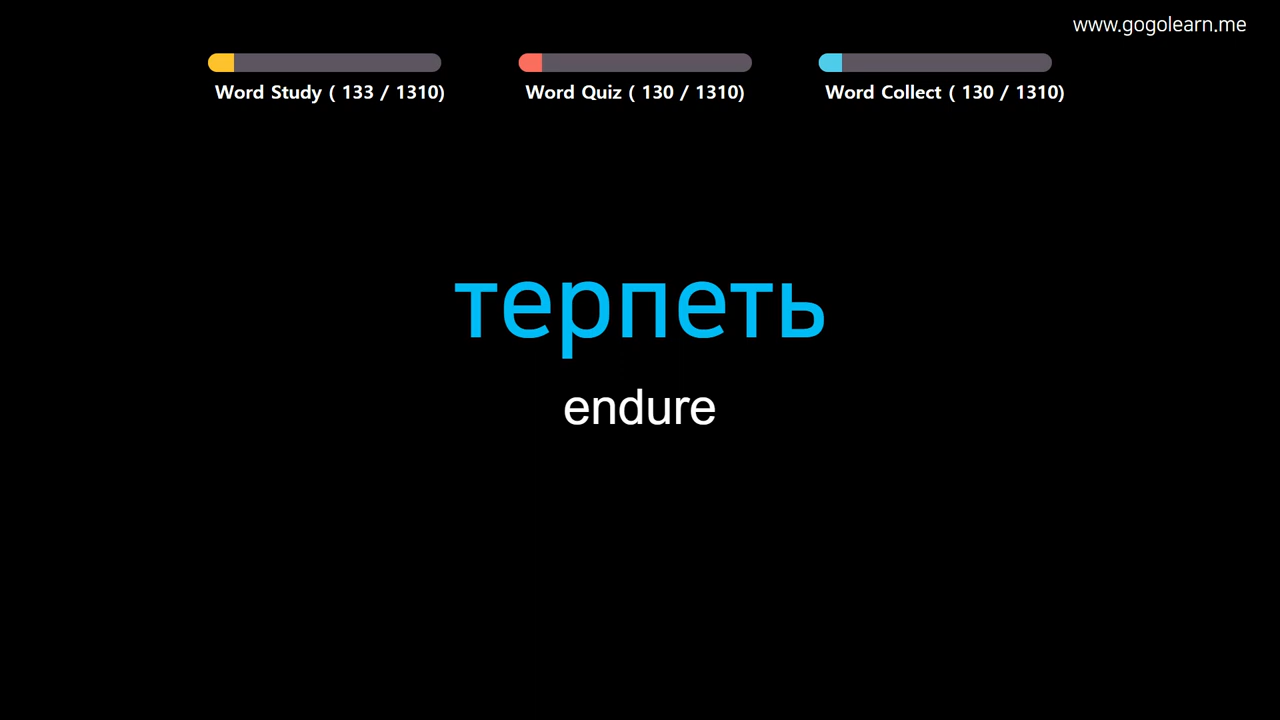 www.gogolearn.me
Word Study ( 133 / 1310)
Word Quiz ( 130 / 1310)
Word Collect ( 130 / 1310)
терпеть
endure